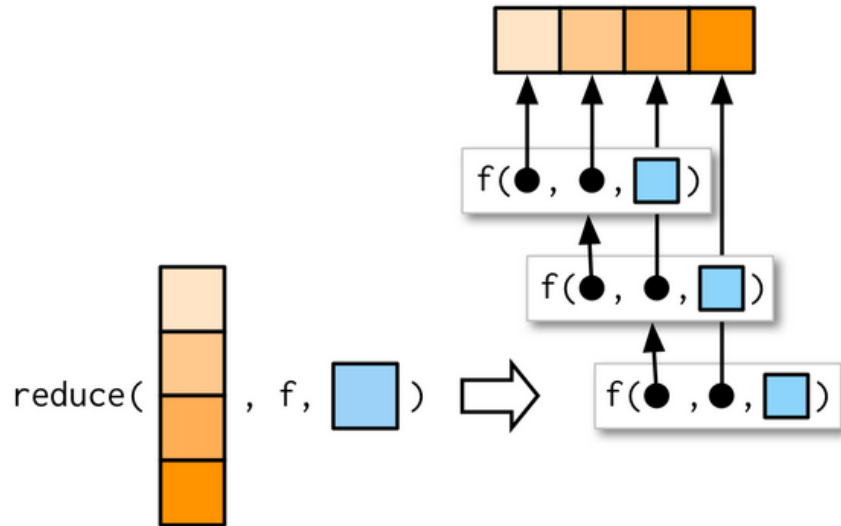 f( , , )
f( , , )
reduce( , f, )
f( , , )